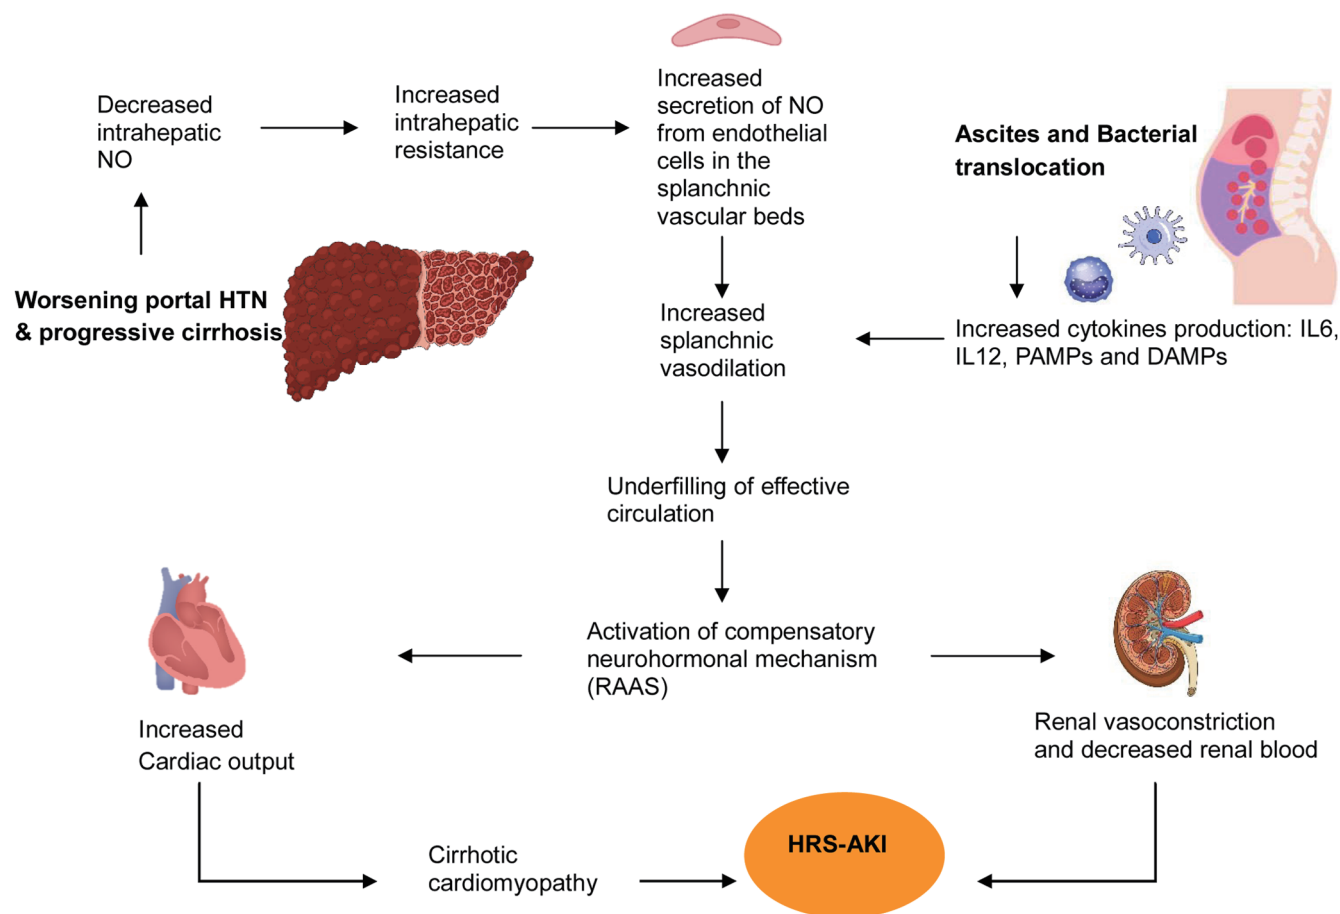 Decreased
intrahepatic
NO
Increased
intrahepatic
resistance
Increased
secretion of NO
from endothelial
cells in the
splanchnic
vascular beds
Ascites and Bacterial
translocation
Worsening portal HTN
& progressive cirrhosis
Increased
splanchnic
vasodilation
Increased cytokines production: IL6,
IL12, PAMPs and DAMPs
Underfilling of effective
circulation
Activation of compensatory
neurohormonal mechanism
(RAAS)
Increased
Cardiac output
Renal vasoconstriction
and decreased renal blood
Cirrhotic
cardiomyopathy
HRS-AKI